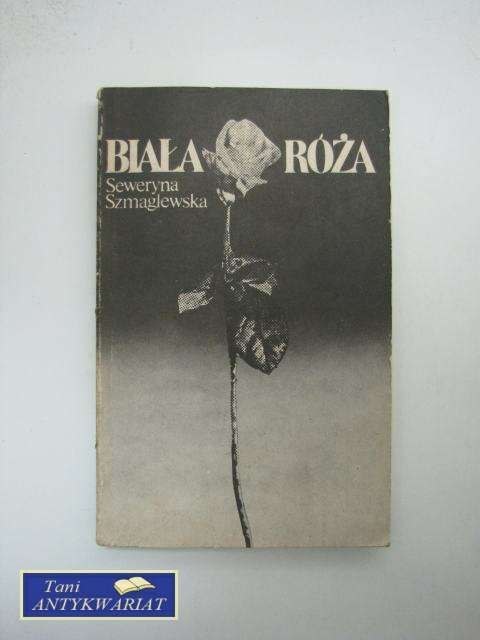 BIAŁA RÓŻA
Seweryna
Szmaglewska
Tani
ANTYKWARIAT